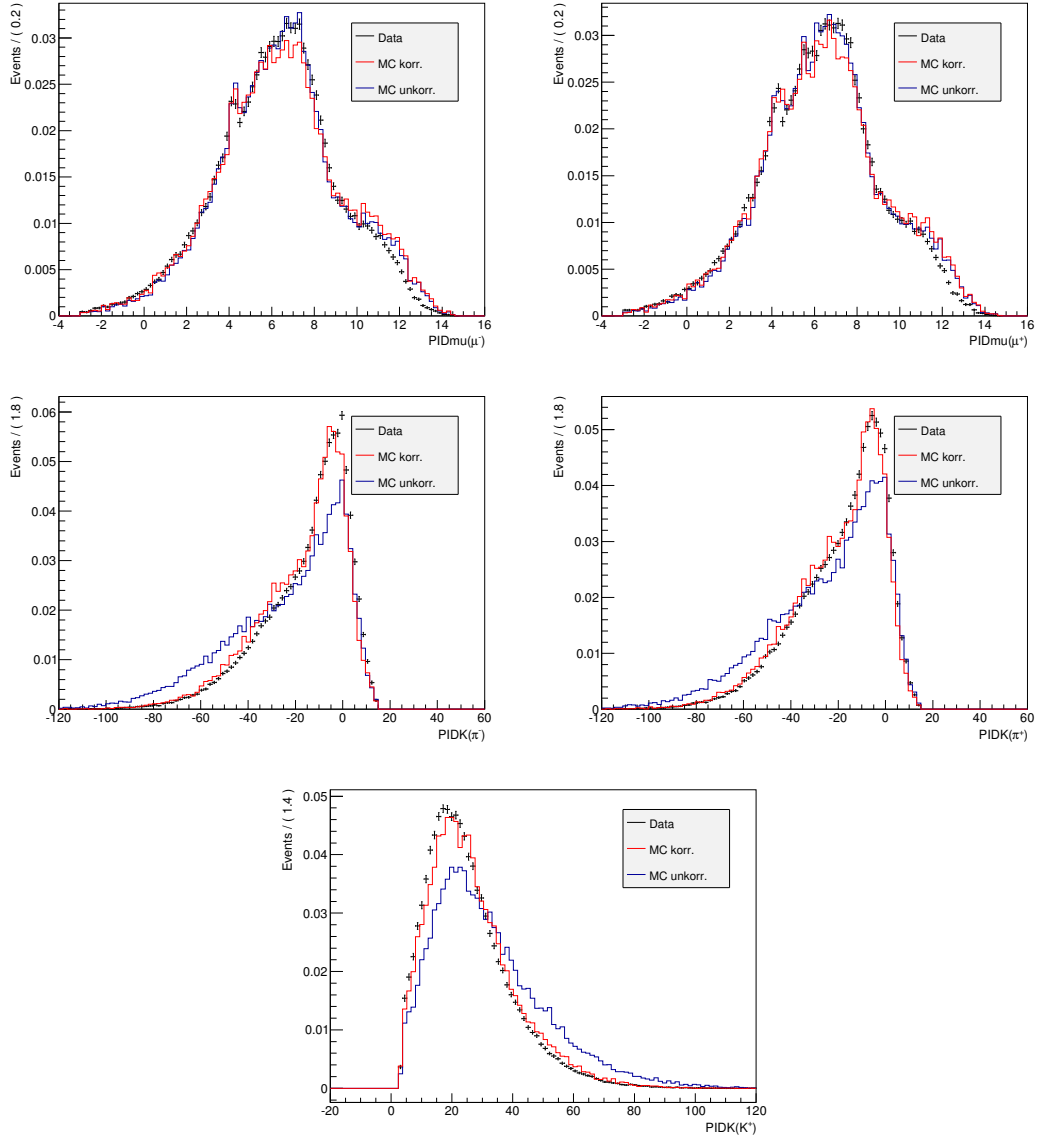 Events / ( 0.2 )
0.03
0.025
0.02
0.015
0.01
0.005
0
-4 -2 0 2 4 6 8 10 12 14 16
PIDmu(μ⁻)
Data
MC korr.
MC unkorr.
Events / ( 0.2 )
0.03
0.025
0.02
0.015
0.01
0.005
0
-4 -2 0 2 4 6 8 10 12 14 16
PIDmu(μ⁺)
Data
MC korr.
MC unkorr.
Events / ( 1.8 )
0.06
0.05
0.04
0.03
0.02
0.01
0
-120 -100 -80 -60 -40 -20 0 20 40 60
PIDK(π⁻)
Data
MC korr.
MC unkorr.
Events / ( 1.8 )
0.05
0.04
0.03
0.02
0.01
0
-120 -100 -80 -60 -40 -20 0 20 40 60
PIDK(π⁺)
Data
MC korr.
MC unkorr.
Events / ( 1.4 )
0.05
0.04
0.03
0.02
0.01
0
-20 0 20 40 60 80 100 120
PIDK(K⁺)
Data
MC korr.
MC unkorr.